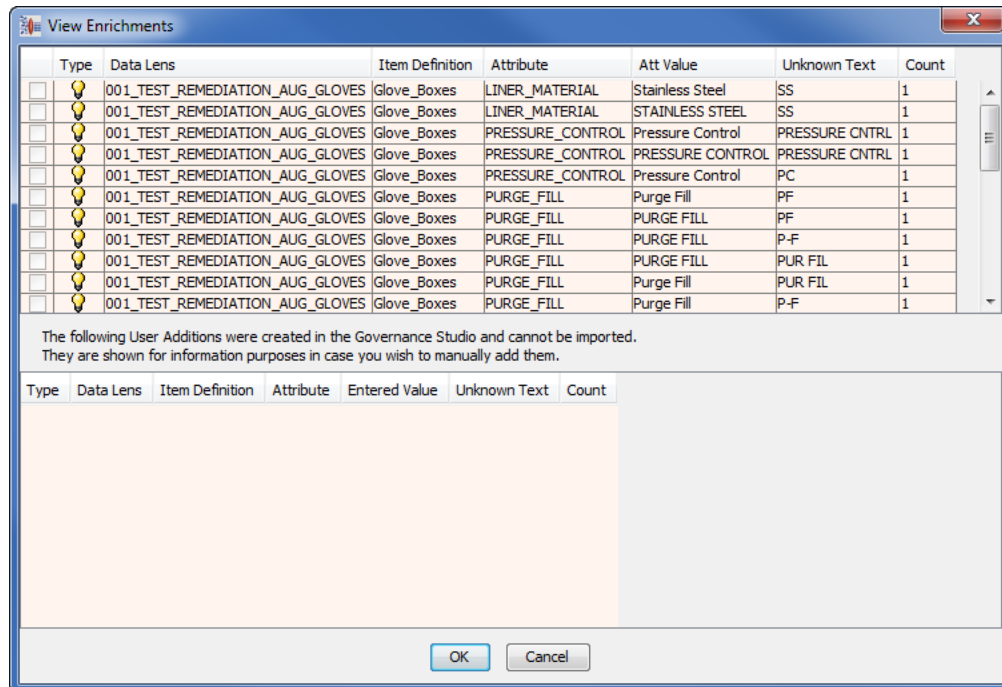 View Enrichments
Type Data Lens Item Definition Attribute Att Value Unknown Text Count
001_TEST_REMEDIATION_AUG_GLOVES Glove_Boxes LINER_MATERIAL Stainless Steel SS 1
001_TEST_REMEDIATION_AUG_GLOVES Glove_Boxes LINER_MATERIAL STAINLESS STEEL SS 1
001_TEST_REMEDIATION_AUG_GLOVES Glove_Boxes PRESSURE_CONTROL Pressure Control PRESSURE CNTRL 1
001_TEST_REMEDIATION_AUG_GLOVES Glove_Boxes PRESSURE_CONTROL PRESSURE CONTROL PRESSURE CNTRL 1
001_TEST_REMEDIATION_AUG_GLOVES Glove_Boxes PRESSURE_CONTROL Pressure Control PC 1
001_TEST_REMEDIATION_AUG_GLOVES Glove_Boxes PURGE_FILL Purge Fill PF 1
001_TEST_REMEDIATION_AUG_GLOVES Glove_Boxes PURGE_FILL PURGE FILL PF 1
001_TEST_REMEDIATION_AUG_GLOVES Glove_Boxes PURGE_FILL PURGE FILL P-F 1
001_TEST_REMEDIATION_AUG_GLOVES Glove_Boxes PURGE_FILL PURGE FILL PUR FIL 1
001_TEST_REMEDIATION_AUG_GLOVES Glove_Boxes PURGE_FILL Purge Fill PUR FIL 1
001_TEST_REMEDIATION_AUG_GLOVES Glove_Boxes PURGE_FILL Purge Fill P-F 1
The following User Additions were created in the Governance Studio and cannot be imported.
They are shown for information purposes in case you wish to manually add them.
Type Data Lens Item Definition Attribute Entered Value Unknown Text Count
OK Cancel